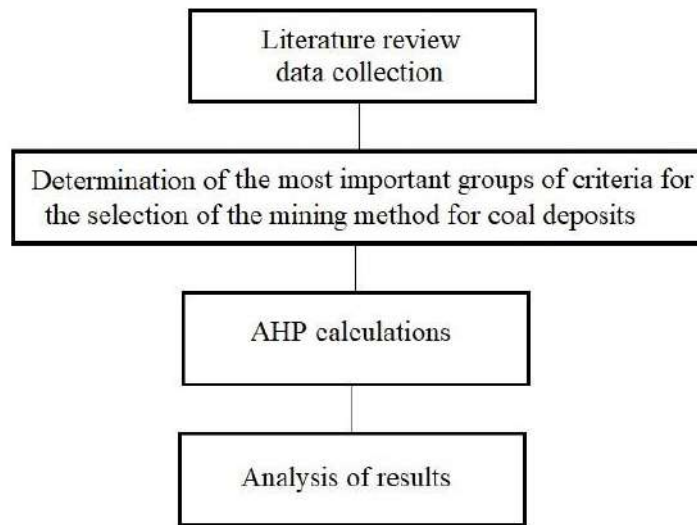 Literature review
data collection
Determination of the most important groups of criteria for
the selection of the mining method for coal deposits
AHP calculations
Analysis of results